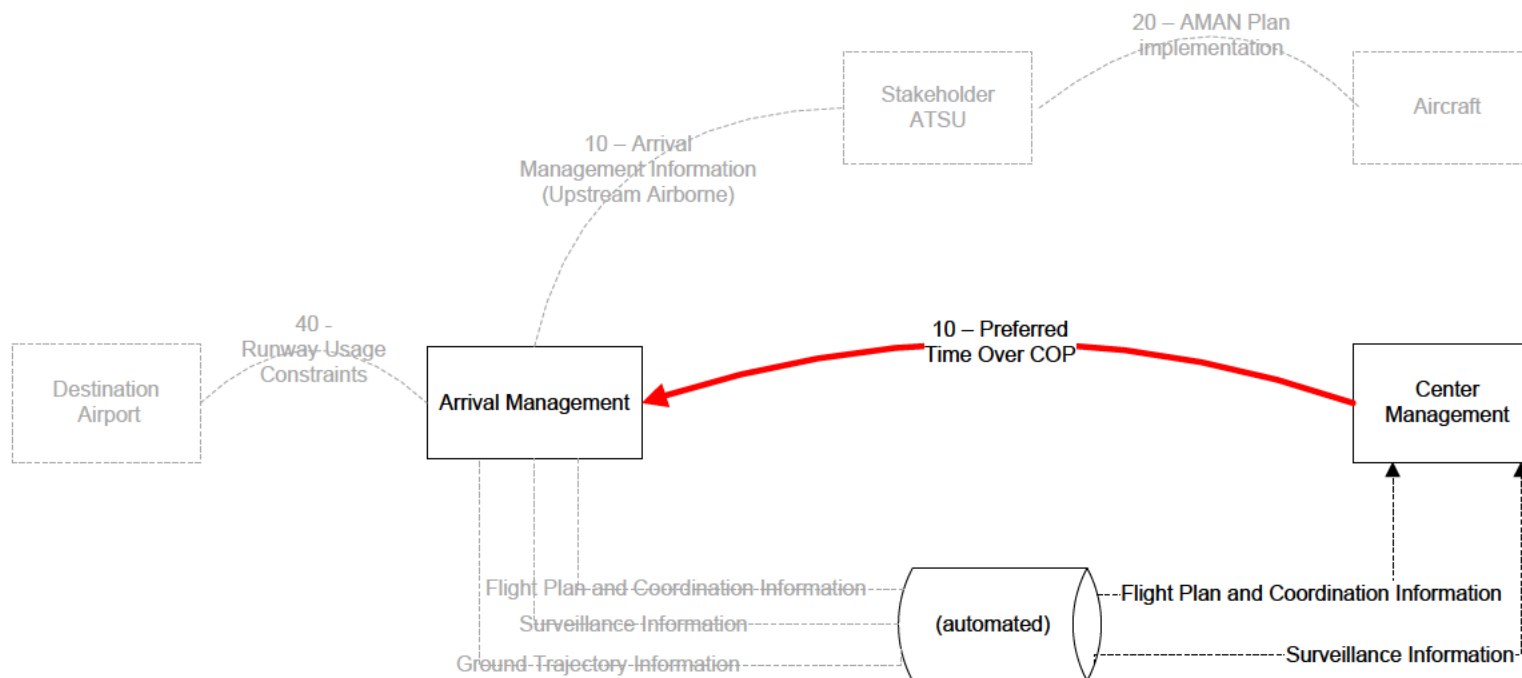 20 – AMAN Plan
implementation
Stakeholder
ATSU
Aircraft
10 – Arrival
Management Information
(Upstream Airborne)
40 -
Runway Usage
Constraints
10 – Preferred
Time Over COP
Destination
Airport
Arrival Management
Center
Management
Flight Plan and Coordination Information
Surveillance Information
Ground Trajectory Information
(automated)
Flight Plan and Coordination Information
Surveillance Information